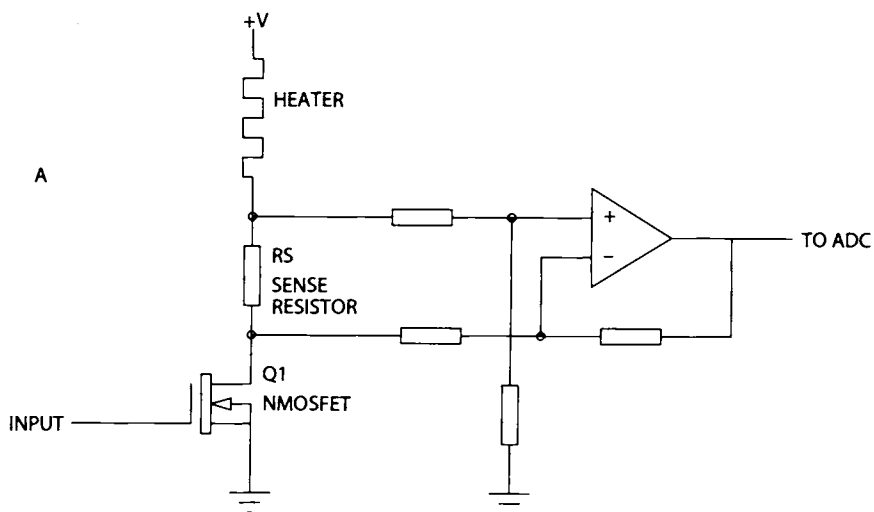 +V
HEATER
A
+
TO ADC
−
RS
SENSE
RESISTOR
Q1
NMOSFET
INPUT